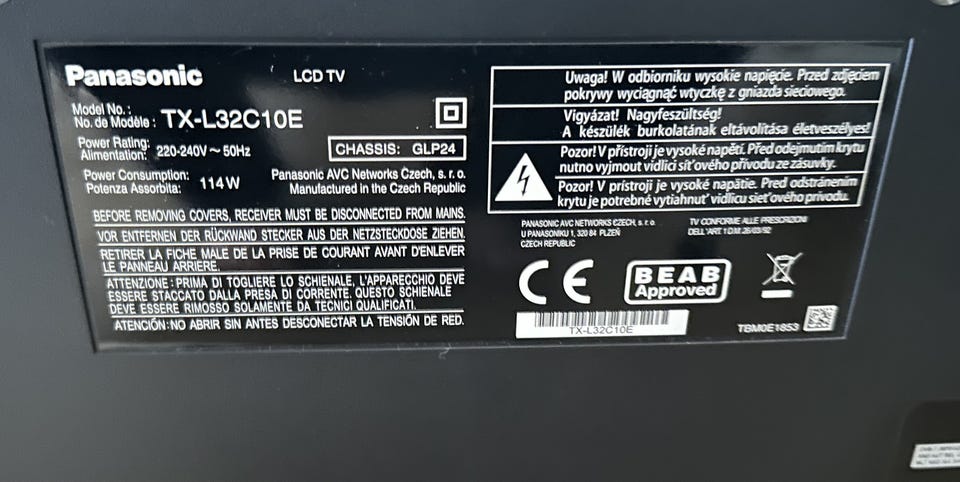 Panasonic
LCD TV
Model No.:
No. de Modèle : TX-L32C10E
Power Rating:
Alimentation: 220-240V ~ 50Hz
CHASSIS: GLP24
Power Consumption:
Potenza Assorbita: 114W
Panasonic AVC Networks Czech, s. r. o.
Manufactured in the Czech Republic
BEFORE REMOVING COVERS, RECEIVER MUST BE DISCONNECTED FROM MAINS.
VOR ENTFERNEN DER RÜCKWAND STECKER AUS DER NETZSTECKDOSE ZIEHEN.
RETIRER LA FICHE MALE DE LA PRISE DE COURANT AVANT D'ENLEVER
LE PANNEAU ARRIERE.
ATTENZIONE: PRIMA DI TOGLIERE LO SCHIENALE, L'APPARECCHIO DEVE
ESSERE STACCATO DALLA PRESA DI CORRENTE. QUESTO SCHIENALE
DEVE ESSERE RIMOSSO SOLAMENTE DA TECNICI QUALIFICATI.
ATENCIÓN: NO ABRIR SIN ANTES DESCONECTAR LA TENSIÓN DE RED.
Uwaga! W odbiorniku wysokie napięcie. Przed zdjęciem
pokrywy wyciągnąć wtyczkę z gniazda sieciowego.
Vigyázat! Nagyfeszültség!
A készülék burkolatának eltávolítása életveszélyes!
Pozor! V přístroji je vysoké napětí. Před odejmutím krytu
nutno vyjmout vidlici síťového přívodu ze zásuvky.
Pozor! V prístroji je vysoké napätie. Pred odstránením
krytu je potrebné vytiahnuť vidlicu sieťového prívodu.
PANASONIC AVC NETWORKS CZECH, s. r. o.
U PANASONIKU 1, 320 84 PLZEŇ
CZECH REPUBLIC
TV CONFORME ALLE PRESCRIZIONI
DELL'ART 1 D.M. 26/03/92
CE
BEAB
Approved
TX-L32C10E
TBM0E1853